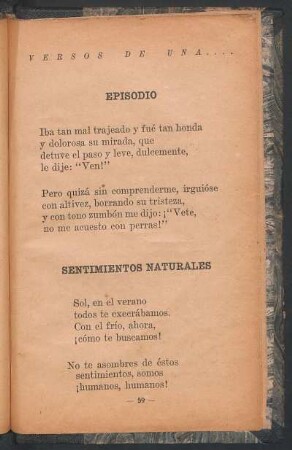 VERSOS DE UNA....
EPISODIO
Iba tan mal trajeado y fué tan honda
y dolorosa su mirada, que
detuve el paso y leve, dulcemente,
le dije: "Ven!"
Pero quizá sin comprenderme, irguióse
con altivez, borrando su tristeza,
y con tono zumbón me dijo: ¡"Vete,
no me acuesto con perras!"
SENTIMIENTOS NATURALES
Sol, en el verano
todos te execrábamos.
Con el frío, ahora,
¡cómo te buscamos!
No te asombres de éstos
sentimientos, somos
¡humanos, humanos!
— 59 —